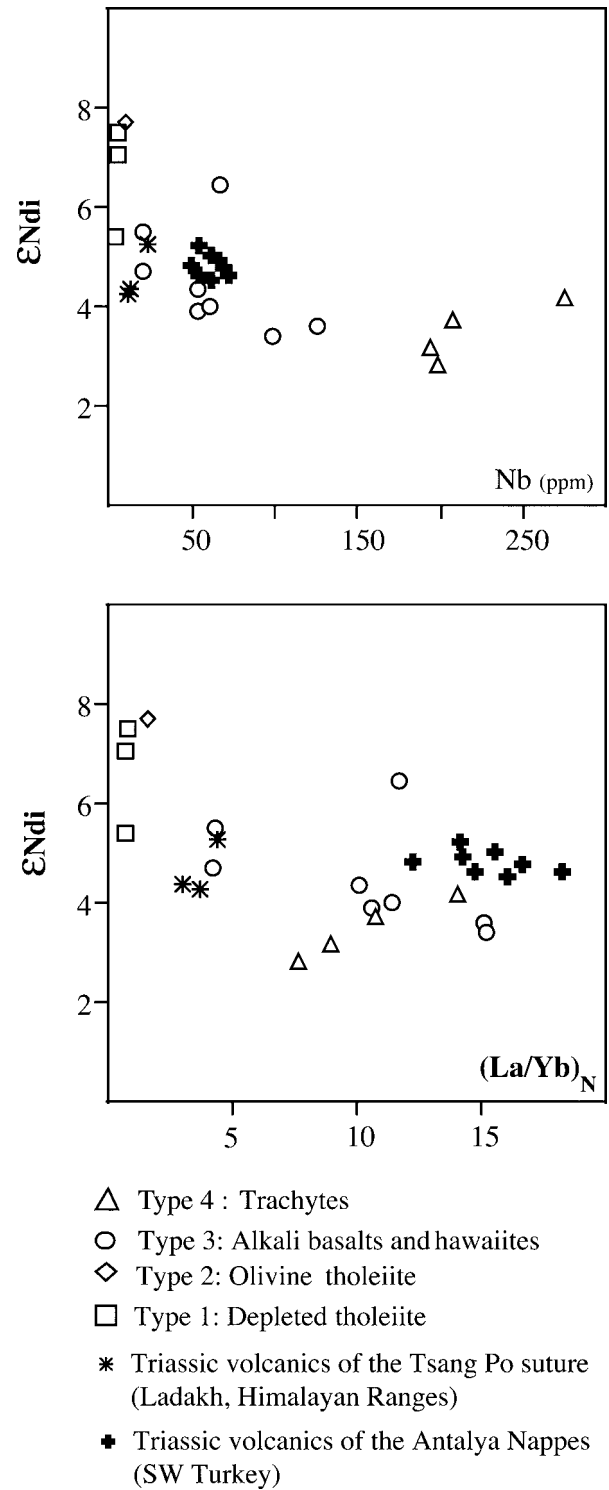 8
6
4
2
εNdi
Nb (ppm)
50
150
250
8
6
4
2
εNdi
(La/Yb)N
5
10
15
Type 4 : Trachytes
Type 3: Alkali basalts and hawaiites
Type 2: Olivine tholeiite
Type 1: Depleted tholeiite
Triassic volcanics of the Tsang Po suture
(Ladakh, Himalayan Ranges)
Triassic volcanics of the Antalya Nappes
(SW Turkey)